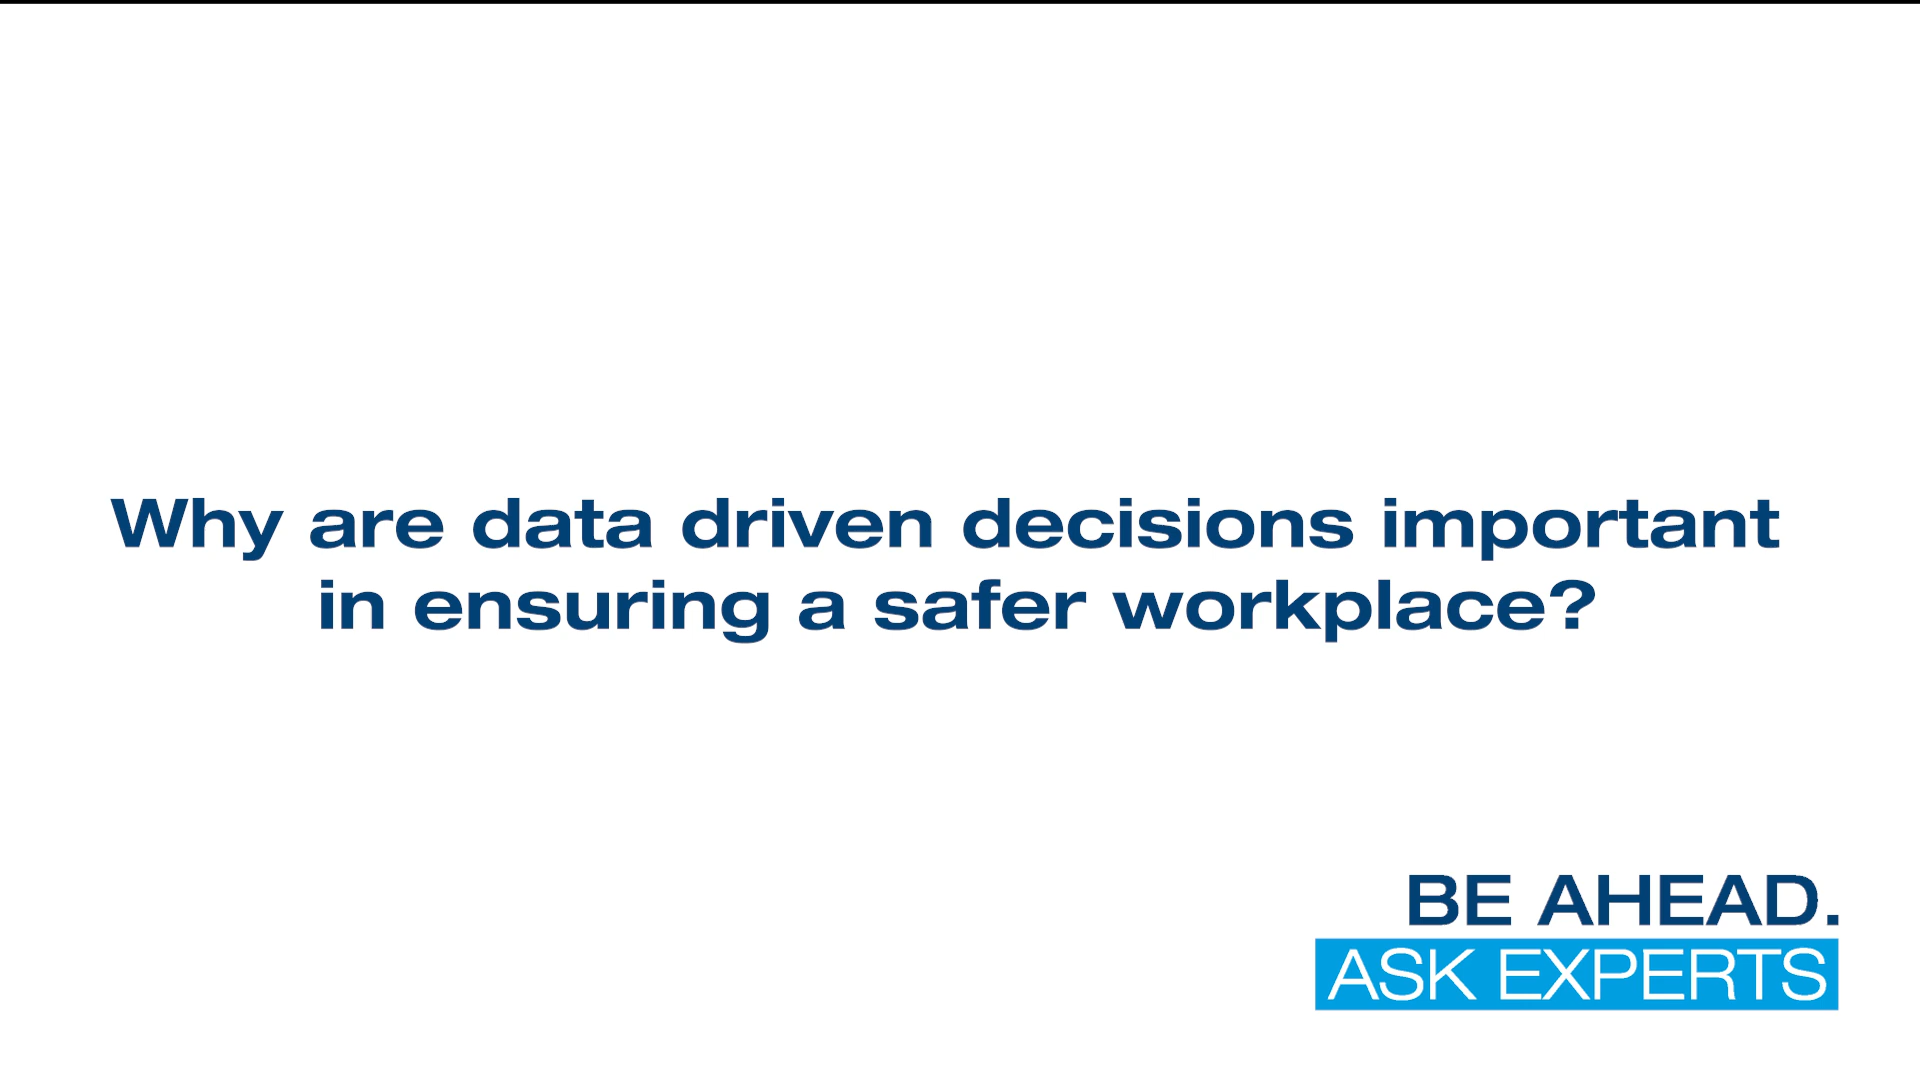 Why are data driven decisions important
in ensuring a safer workplace?
BE AHEAD.
ASK EXPERTS